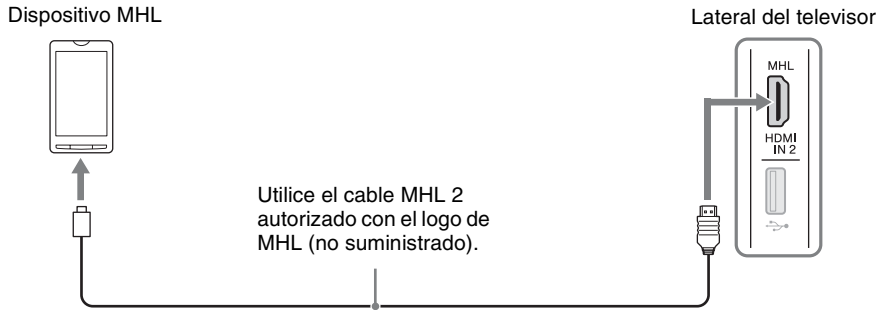 Dispositivo MHL
Lateral del televisor
MHL
HDMI
IN 2
Utilice el cable MHL 2
autorizado con el logo de
MHL (no suministrado).